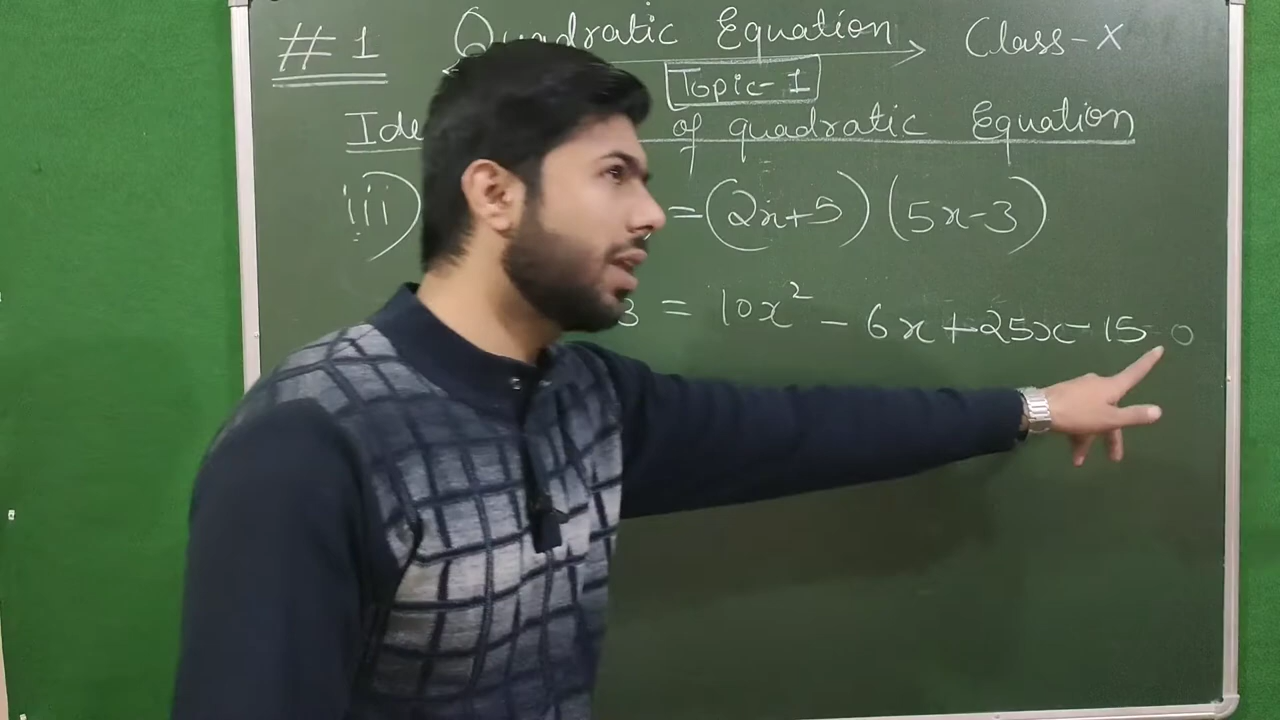 #1 Quadratic Equation → Class-X
Topic-1
of quadratic Equation
iii) = (2x+5) (5x-3)
3 = 10x² - 6x + 25x - 15